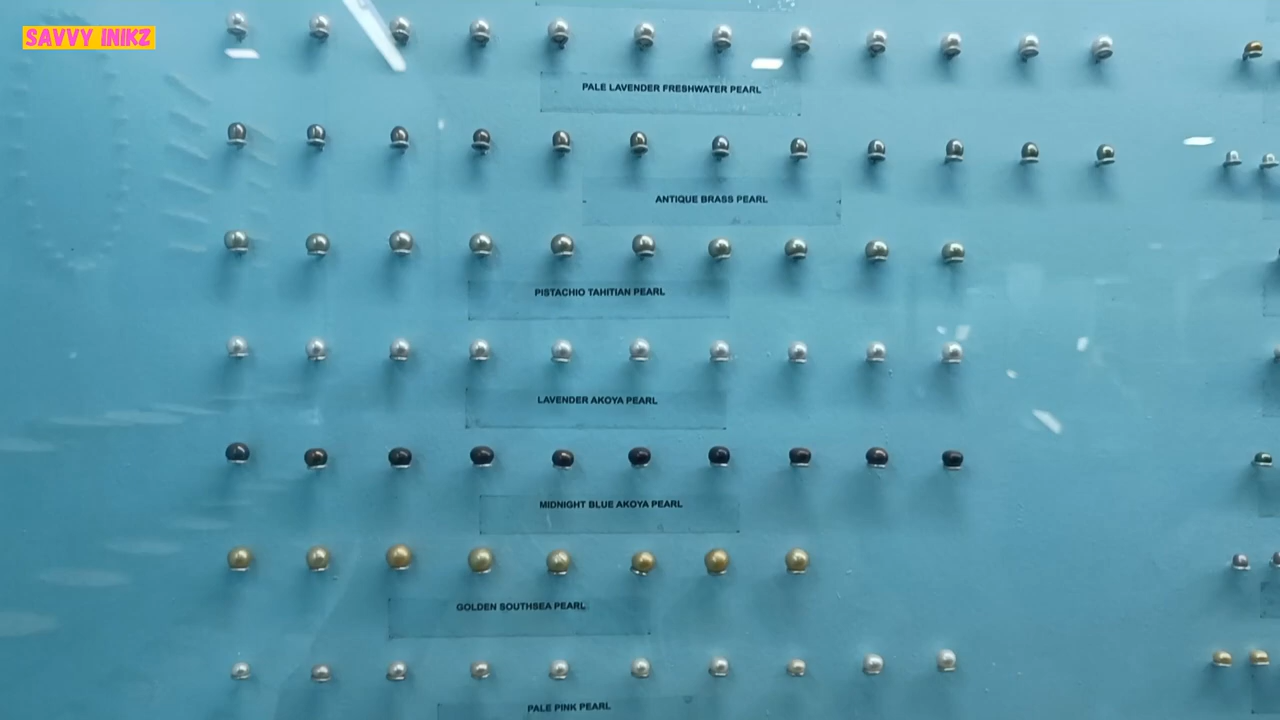 SAVVY INIKZ
PALE LAVENDER FRESHWATER PEARL
ANTIQUE BRASS PEARL
PISTACHIO TAHITIAN PEARL
LAVENDER AKOYA PEARL
MIDNIGHT BLUE AKOYA PEARL
GOLDEN SOUTHSEA PEARL
PALE PINK PEARL